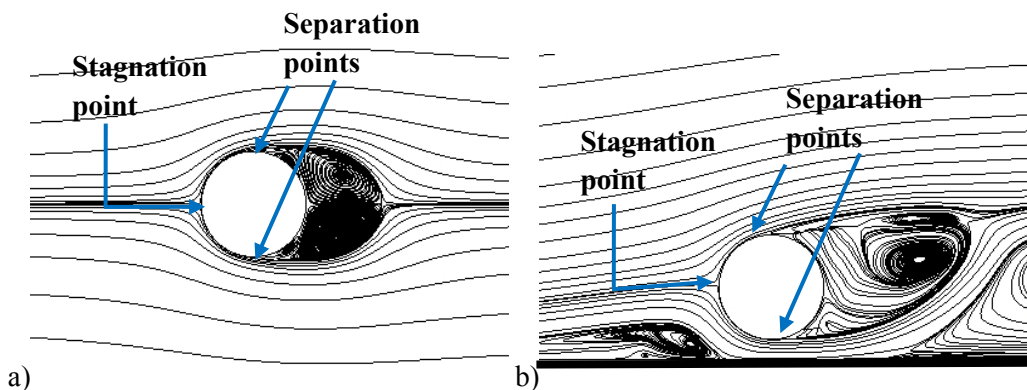 Separation
points
Stagnation
point
a)
Separation
points
Stagnation
point
b)